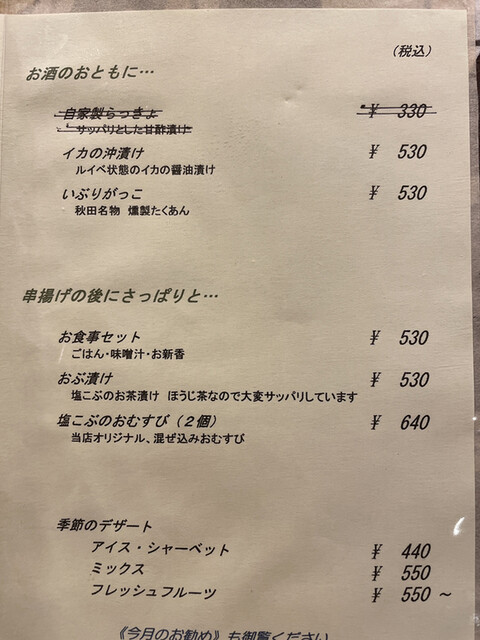 (税込)
お酒のおともに…
自家製らっきょ ¥ 330
サッパリとした甘酢漬け
イカの沖漬け ¥ 530
ルイベ状態のイカの醤油漬け
いぶりがっこ ¥ 530
秋田名物 燻製たくあん
串揚げの後にさっぱりと…
お食事セット ¥ 530
ごはん・味噌汁・お新香
おぶ漬け ¥ 530
塩こぶのお茶漬け ほうじ茶なので大変サッパリしています
塩こぶのおむすび(2個) ¥ 640
当店オリジナル、混ぜ込みおむすび
季節のデザート
アイス・シャーベット ¥ 440
ミックス ¥ 550
フレッシュフルーツ ¥ 550 ～
《今月のお勧め》も御覧ください